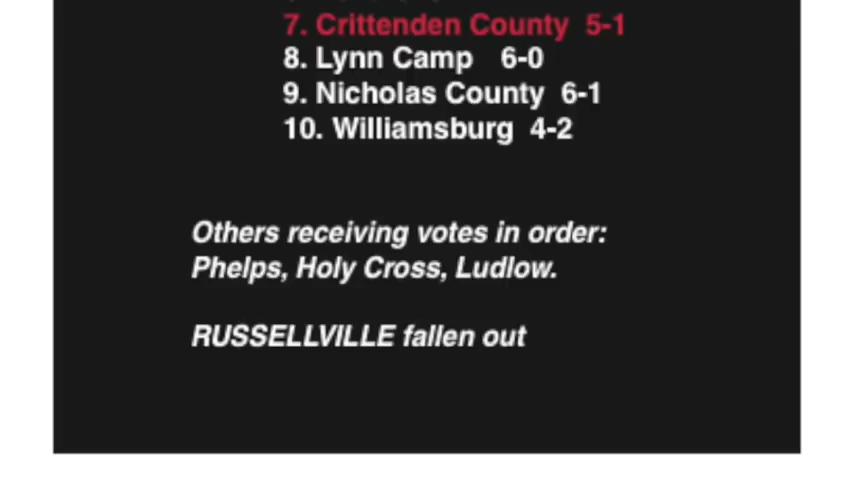 7. Crittenden County 5-1
8. Lynn Camp 6-0
9. Nicholas County 6-1
10. Williamsburg 4-2
Others receiving votes in order:
Phelps, Holy Cross, Ludlow.
RUSSELLVILLE fallen out